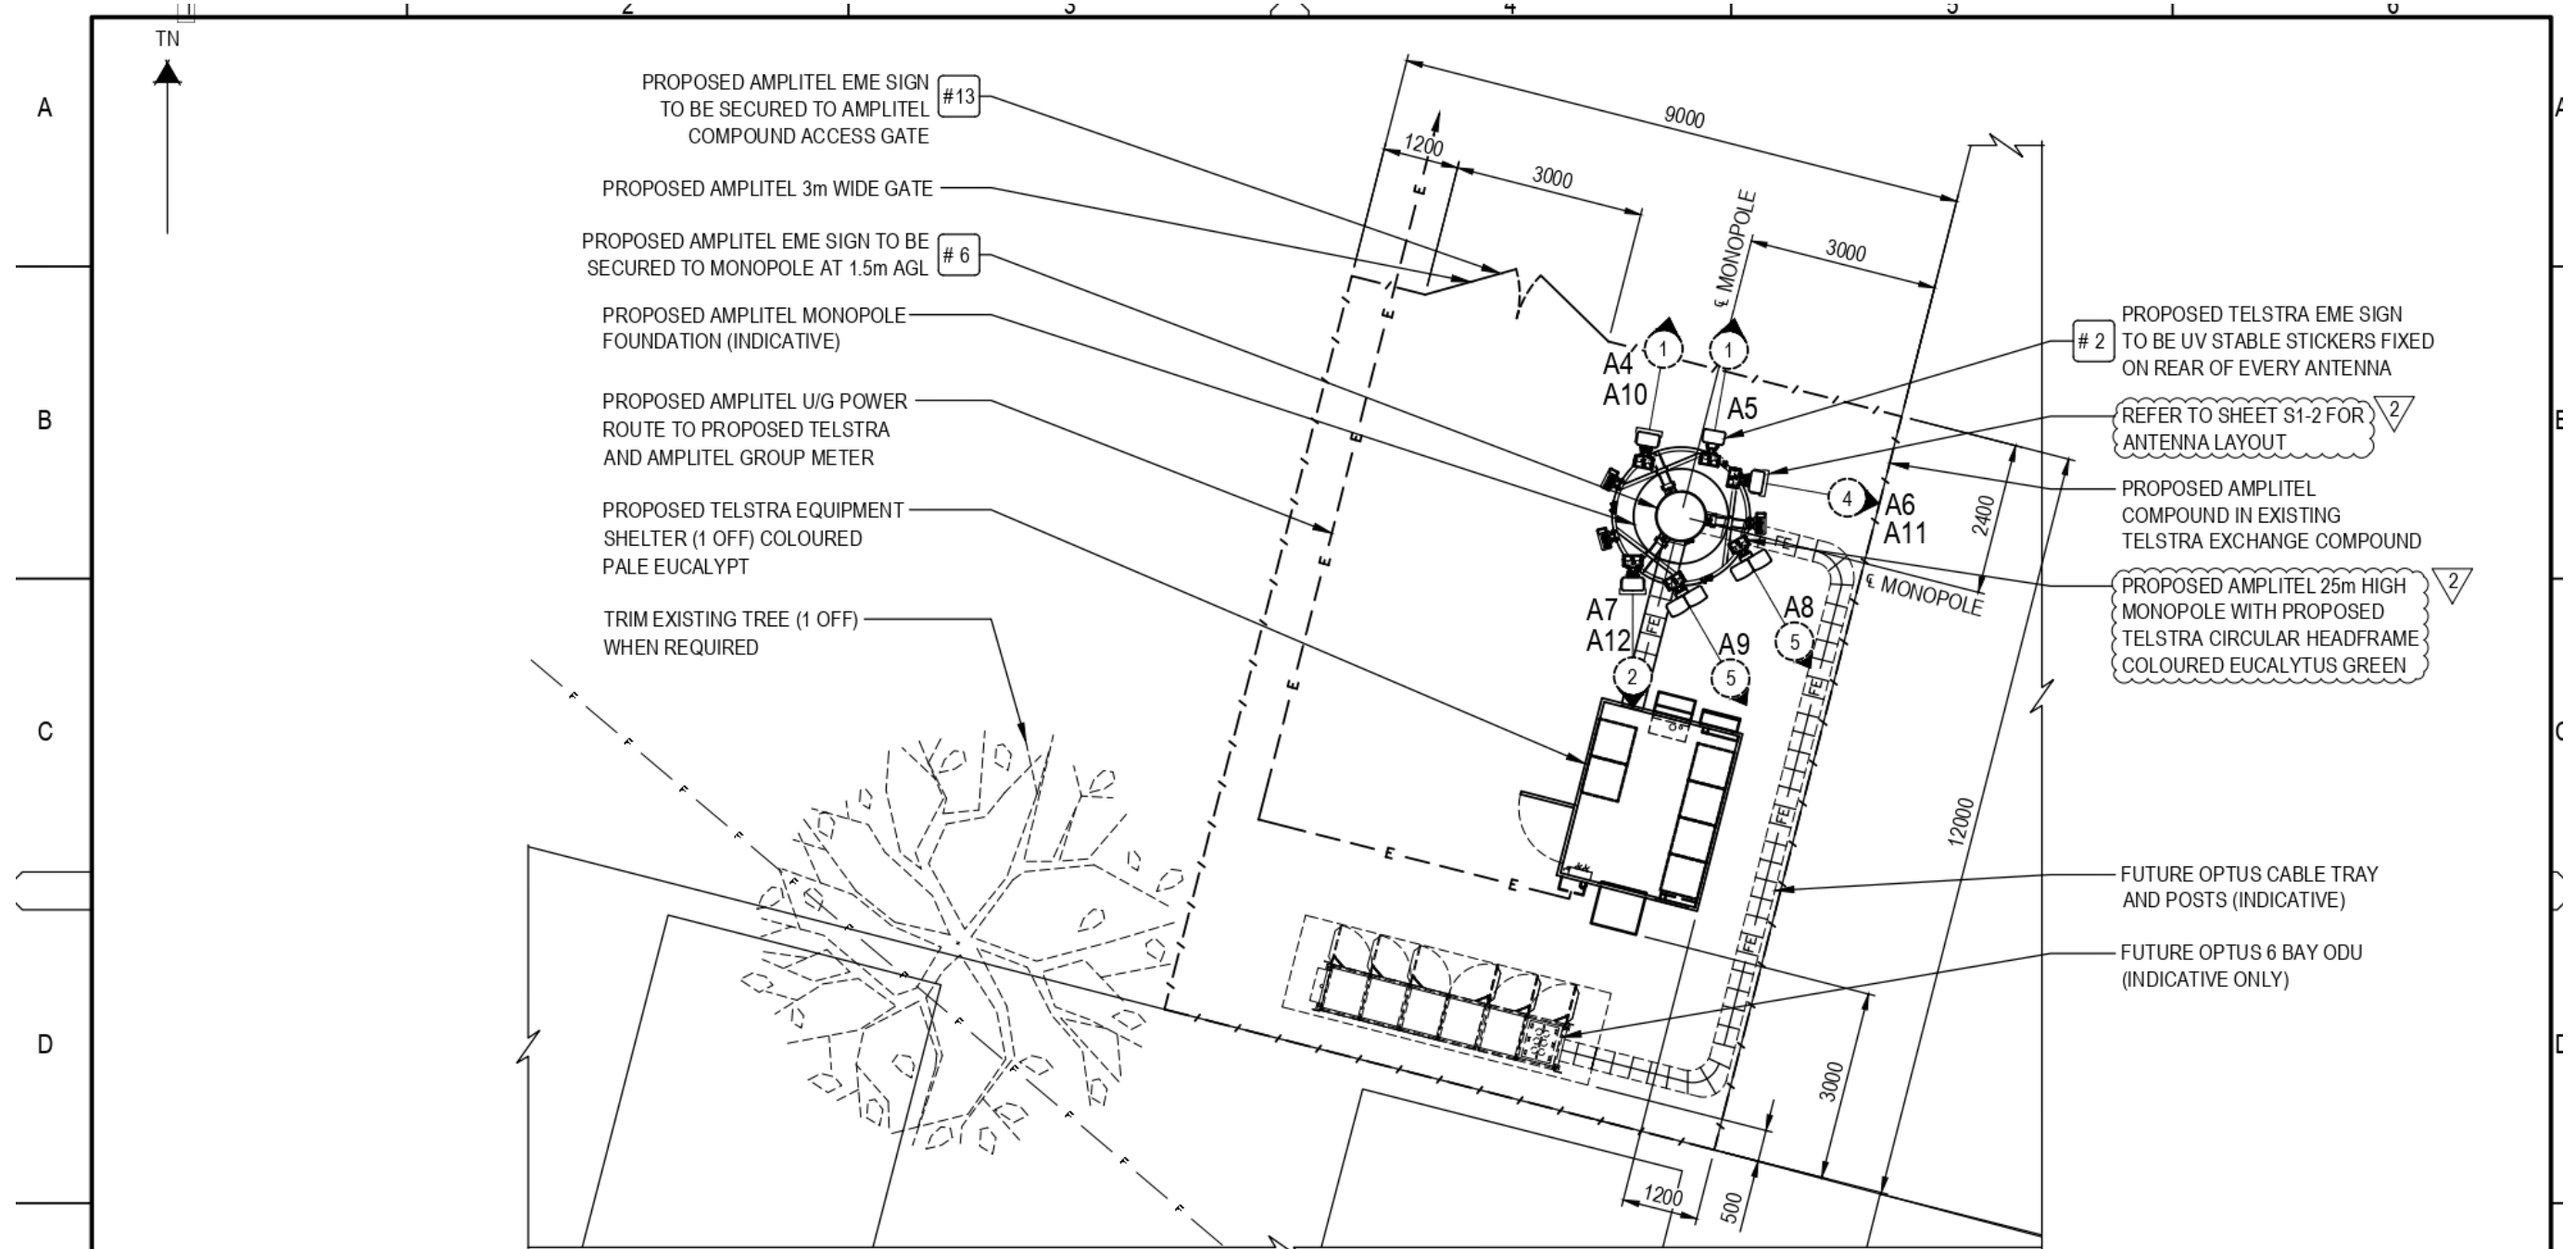 2
3
4
5
6
TN
A
B
C
D
PROPOSED AMPLITEL EME SIGN
TO BE SECURED TO AMPLITEL
COMPOUND ACCESS GATE
#13
PROPOSED AMPLITEL 3m WIDE GATE
PROPOSED AMPLITEL EME SIGN TO BE
SECURED TO MONOPOLE AT 1.5m AGL
# 6
PROPOSED AMPLITEL MONOPOLE
FOUNDATION (INDICATIVE)
PROPOSED AMPLITEL U/G POWER
ROUTE TO PROPOSED TELSTRA
AND AMPLITEL GROUP METER
PROPOSED TELSTRA EQUIPMENT
SHELTER (1 OFF) COLOURED
PALE EUCALYPT
TRIM EXISTING TREE (1 OFF)
WHEN REQUIRED
9000
1200
3000
3000
℄ MONOPOLE
E
E
E
E
E
E
E
E
A4
A10
1
1
A5
4
A6
A11
2400
℄ MONOPOLE
FE
A7
A12
FE
A8
5
A9
2
5
FE
FE
FE
12000
3000
1200
500
F
F
F
F
F
F
F
F
F
F
F
F
# 2
PROPOSED TELSTRA EME SIGN
TO BE UV STABLE STICKERS FIXED
ON REAR OF EVERY ANTENNA
REFER TO SHEET S1-2 FOR
ANTENNA LAYOUT
2
PROPOSED AMPLITEL
COMPOUND IN EXISTING
TELSTRA EXCHANGE COMPOUND
PROPOSED AMPLITEL 25m HIGH
MONOPOLE WITH PROPOSED
TELSTRA CIRCULAR HEADFRAME
COLOURED EUCALYTUS GREEN
2
FUTURE OPTUS CABLE TRAY
AND POSTS (INDICATIVE)
FUTURE OPTUS 6 BAY ODU
(INDICATIVE ONLY)